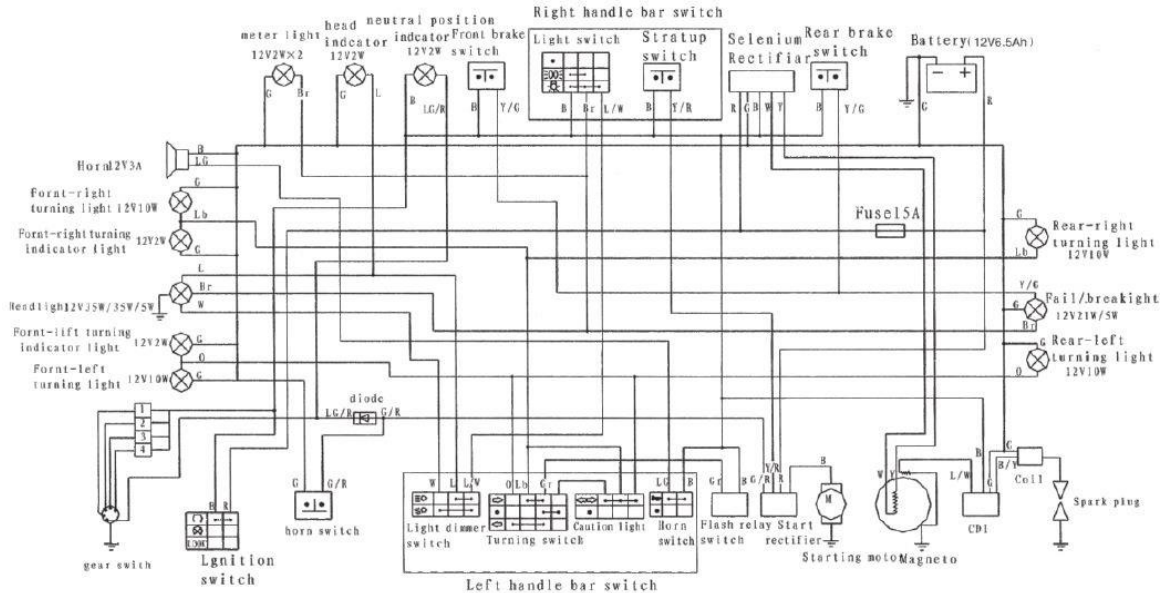 Right handle bar switch
meter light
12V2W×2
head
indcator
12V2W
neutral position
indcator
12V2W
Front brake
switch
Light switch
Stratup
switch
Selenium
Rectifiar
Rear brake
switch
Battery(12V6.5Ah)
G
Br
G
L
B
LG/R
B
Y/G
B
Br
L/W
B
Y/R
R
G
B
W
Y
B
Y/G
G
R
Horn12V3A
B
LG
Fornt-right
turning light 12V10W
G
Lb
Fornt-right turning
indicator light
12V2W
G
Fuse15A
G
Lb
Rear-right
turning light
12V10W
L
Br
W
Headligh12V35W/35W/5W
Y/G
G
Br
Fail/.breakight
12V21W/5W
Fornt-left turning
indicator light
12V2W
G
O
Fornt-left
turning light
12V10W
G
G
O
Rear-left
turning light
12V10W
1
2
3
4
diode
LG/R
G/R
B
R
G
G/R
W
L
L/W
O
Lb
Gr
LG
B
Gr
B
G/R
Y/R
R
B
M
W
Y
L/W
B
G
B/Y
G
Coil
Spark plug
gear swith
Lgnition
switch
horn switch
Light dimmer
switch
Turning switch
Caution light
Horn
switch
Flash relay
switch
Start
rectifier
Starting motor
Magneto
CDI
Left handle bar switch